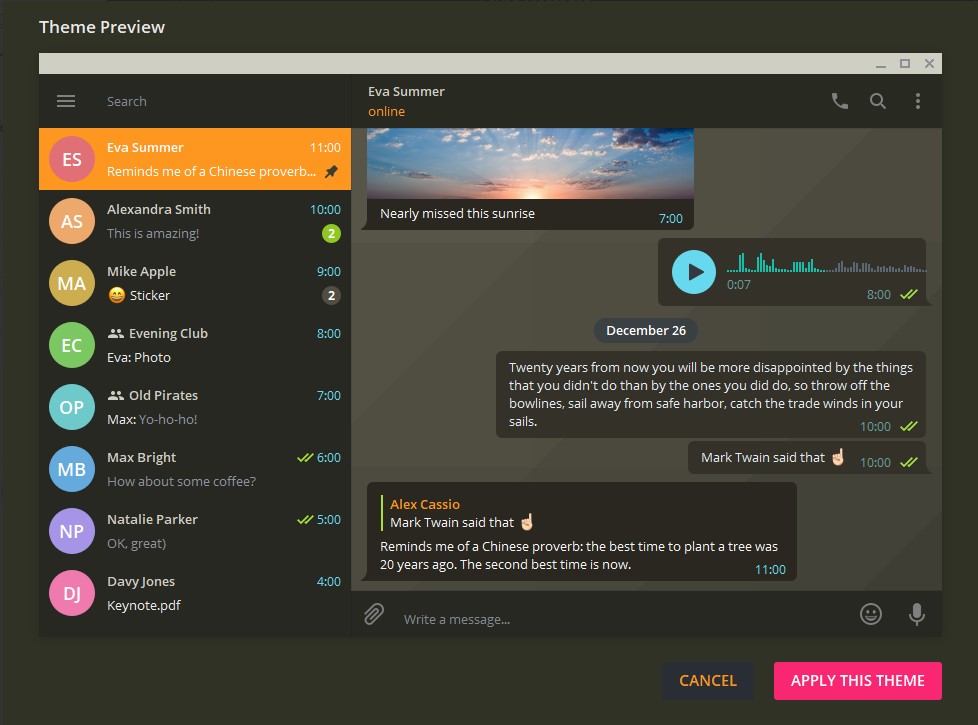 Theme Preview
Search
Eva Summer
online
ES
Eva Summer
11:00
Reminds me of a Chinese proverb...
AS
Alexandra Smith
10:00
This is amazing!
2
MA
Mike Apple
9:00
😄 Sticker
2
EC
Evening Club
8:00
Eva: Photo
OP
Old Pirates
7:00
Max: Yo-ho-ho!
MB
Max Bright
6:00
How about some coffee?
NP
Natalie Parker
5:00
OK, great)
DJ
Davy Jones
4:00
Keynote.pdf
Nearly missed this sunrise
7:00
0:07
8:00
December 26
Twenty years from now you will be more disappointed by the things
that you didn't do than by the ones you did do, so throw off the
bowlines, sail away from safe harbor, catch the trade winds in your
sails.
10:00
Mark Twain said that ☝🏻
10:00
Alex Cassio
Mark Twain said that ☝🏻
Reminds me of a Chinese proverb: the best time to plant a tree was
20 years ago. The second best time is now.
11:00
Write a message...
CANCEL
APPLY THIS THEME